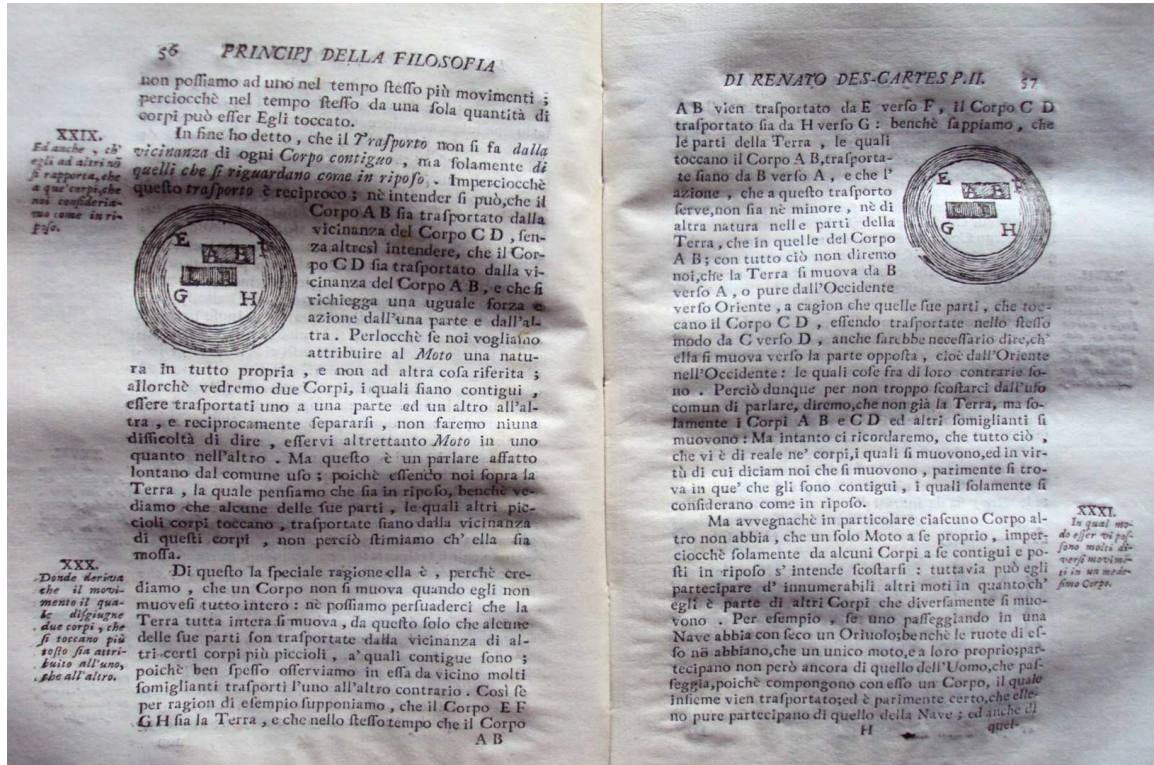 56 PRINCIPJ DELLA FILOSOFIA
non poſſiamo ad uno nel tempo ſteſſo più movimenti ;
perciocchè nel tempo ſteſſo da una ſola quantità di
corpi può eſſer Egli toccato.
XXIX.
Ed anche , ch'
egli ad altri nõ
ſi rapporta, che
a que' corpi, che
noi conſideria-
mo come in ri-
poſo.
In fine ho detto, che il Traſporto non ſi fa dalla
vicinanza di ogni Corpo contiguo , ma ſolamente di
quelli che ſi riguardano come in ripoſo . Imperciocchè
queſto traſporto è reciproco ; nè intender ſi può, che il
Corpo A B ſia traſportato dalla
vicinanza del Corpo C D , ſen-
za altresì intendere, che il Cor-
po C D ſia traſportato dalla vi-
cinanza del Corpo A B, e che ſi
richiegga una uguale forza e
azione dall'una parte e dall'al-
tra . Perlocchè ſe noi vogliamo
attribuire al Moto una natu-
E F
A B
G H
ra in tutto propria , e non ad altra coſa riferita ;
allorchè vedremo due Corpi, i quali ſiano contigui ,
eſſere traſportati uno a una parte ed un altro all'al-
tra , e reciprocamente ſepararſi , non faremo niuna
difficoltà di dire , eſſervi altrettanto Moto in uno
quanto nell'altro . Ma queſto è un parlare affatto
lontano dal comune uſo ; poichè eſſendo noi ſopra la
Terra , la quale penſiamo che ſia in ripoſo, benchè ve-
diamo che alcune delle ſue parti , le quali altri pic-
cioli corpi toccano , traſportate ſiano dalla vicinanza
di queſti corpi , non perciò ſtimiamo ch' ella ſia
moſſa.
XXX.
Donde deriva
che il movi-
mento il qua-
le diſgiugne
due corpi , che
ſi toccano più
toſto ſia attri-
buito all'uno,
che all'altro.
Di queſto la ſpeciale ragione ella è , perchè cre-
diamo , che un Corpo non ſi muova quando egli non
muoveſi tutto intero : nè poſſiamo perſuaderci che la
Terra tutta intera ſi muova , da queſto ſolo che alcune
delle ſue parti ſon traſportate dalla vicinanza di al-
tri certi corpi più piccioli , a' quali contigue ſono ;
poichè ben ſpeſſo oſſerviamo in eſſa da vicino molti
ſomiglianti traſporti l'uno all'altro contrario . Così ſe
per ragion di eſempio ſupponiamo , che il Corpo E F
G H ſia la Terra , e che nello ſteſſo tempo che il Corpo
A B
DI RENATO DES-CARTES P. II. 57
A B vien traſportato da E verſo F , il Corpo C D
traſportato ſia da H verſo G : benchè ſappiamo , che
le parti della Terra , le quali
toccano il Corpo A B, traſporta-
te ſiano da B verſo A , e che l'
azione , che a queſto traſporto
ſerve, non ſia nè minore , nè di
altra natura nelle parti della
Terra , che in quelle del Corpo
A B ; con tutto ciò non diremo
noi, che la Terra ſi muova da B
verſo A , o pure dall'Occidente
E F
A B
G H
verſo Oriente , a cagion che quelle ſue parti , che toc-
cano il Corpo C D , eſſendo traſportate nello ſteſſo
modo da C verſo D , anche ſarebbe neceſſario dire, ch'
ella ſi muova verſo la parte oppoſta , cioè dall'Oriente
nell'Occidente : le quali coſe fra di loro contrarie ſo-
no . Perciò dunque per non troppo ſcoſtarci dall'uſo
comun di parlare, diremo, che non già la Terra, ma ſo-
lamente i Corpi A B e C D ed altri ſomiglianti ſi
muovono : Ma intanto ci ricordaremo, che tutto ciò ,
che vi è di reale ne' corpi, i quali ſi muovono, ed in vir-
tù di cui diciam noi che ſi muovono , parimente ſi tro-
va in que' che gli ſono contigui , i quali ſolamente ſi
conſiderano come in ripoſo.
XXXI.
In qual mo-
do eſſer vi poſ-
ſono molti di-
verſi movimẽ-
ti in un mede-
ſimo Corpo.
Ma avvegnachè in particolare ciaſcuno Corpo al-
tro non abbia , che un ſolo Moto a ſe proprio , imper-
ciocchè ſolamente da alcuni Corpi a ſe contigui e po-
ſti in ripoſo s' intende ſcoſtarſi : tuttavia può egli
partecipare d' innumerabili altri moti in quanto ch'
egli è parte di altri Corpi che diverſamente ſi muo-
vono . Per eſempio , ſe uno paſſeggiando in una
Nave abbia con ſeco un Oriuolo; benchè le ruote di eſ-
ſo nõ abbiano, che un unico moto, e a loro proprio; par-
tecipano non però ancora di quello dell'Uomo, che paſ-
ſeggia, poichè compongono con eſſo un Corpo, il quale
inſieme vien traſportato; ed è parimente certo, che elle-
no pure partecipano di quello della Nave ; ed anche di
H quel-